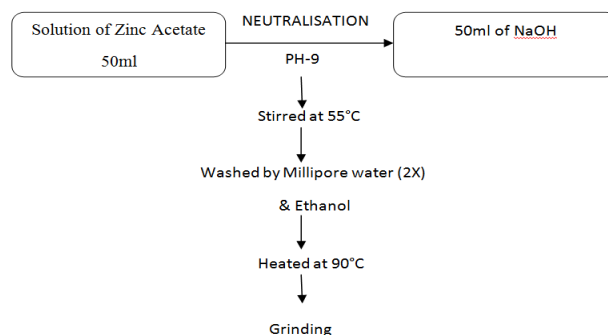 NEUTRALISATION
Solution of Zinc Acetate
50ml
50ml of NaOH
PH-9
Stirred at 55°C
Washed by Millipore water (2X)
& Ethanol
Heated at 90°C
Grinding